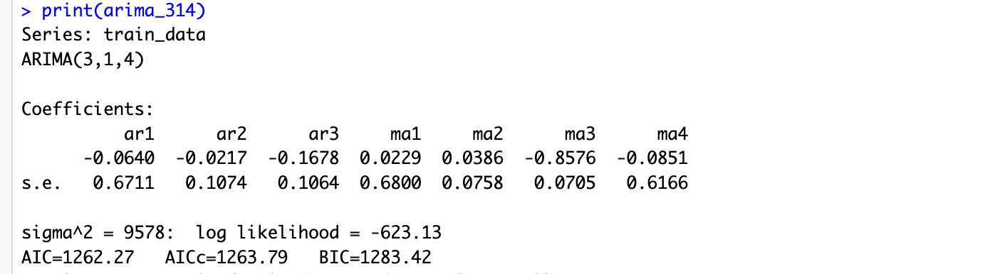 > print(arima_314)
Series: train_data
ARIMA(3,1,4)
Coefficients:
ar1 ar2 ar3 ma1 ma2 ma3 ma4
-0.0640 -0.0217 -0.1678 0.0229 0.0386 -0.8576 -0.0851
s.e. 0.6711 0.1074 0.1064 0.6800 0.0758 0.0705 0.6166
sigma^2 = 9578: log likelihood = -623.13
AIC=1262.27 AICc=1263.79 BIC=1283.42